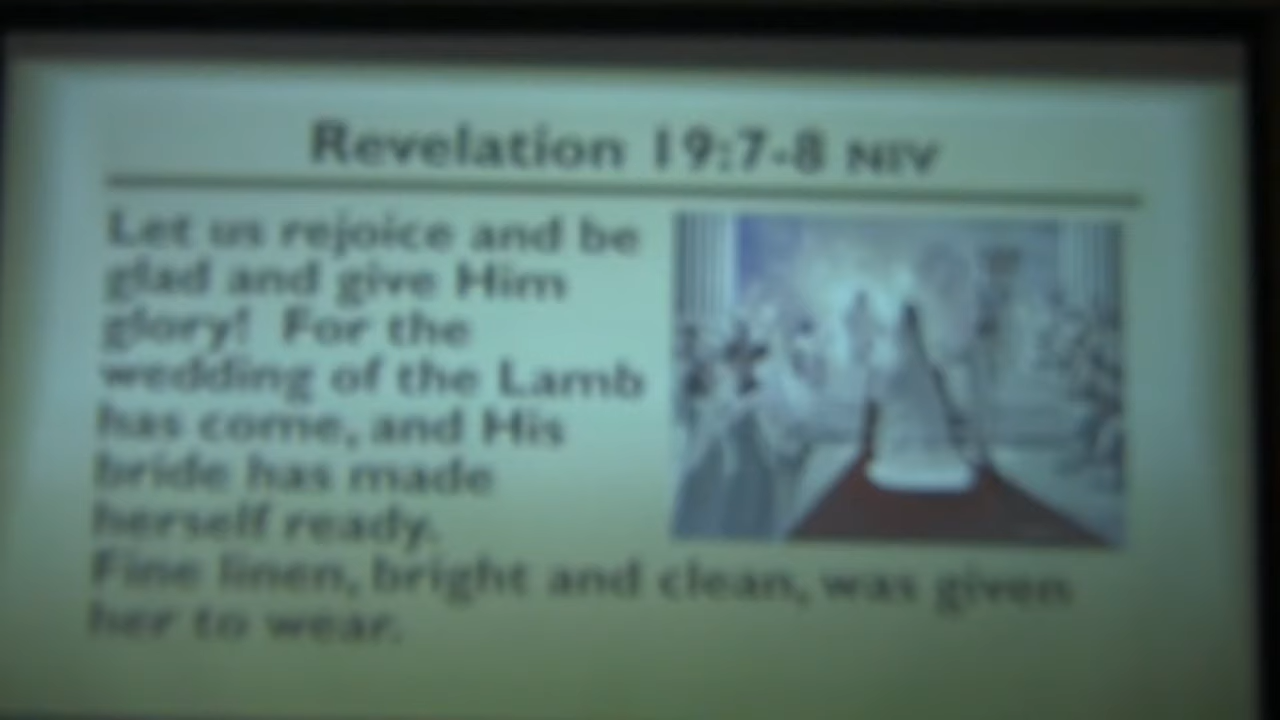 Revelation 19:7-8 NIV
Let us rejoice and be
glad and give Him
glory! For the
wedding of the Lamb
has come, and His
bride has made
herself ready.
Fine linen, bright and clean, was given
her to wear.